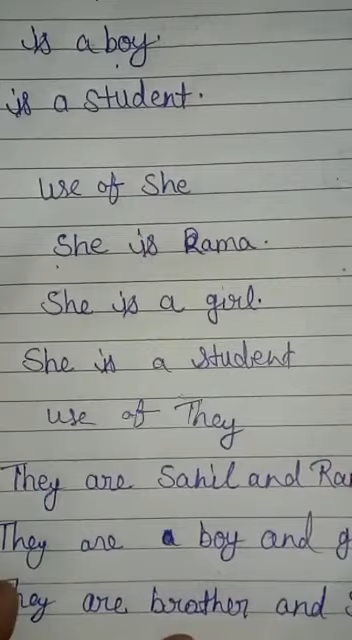 is a boy.
is a student.
use of She
She is Rama.
She is a girl.
She is a student
use of They
They are Sahil and
They are a boy and
They are brother and